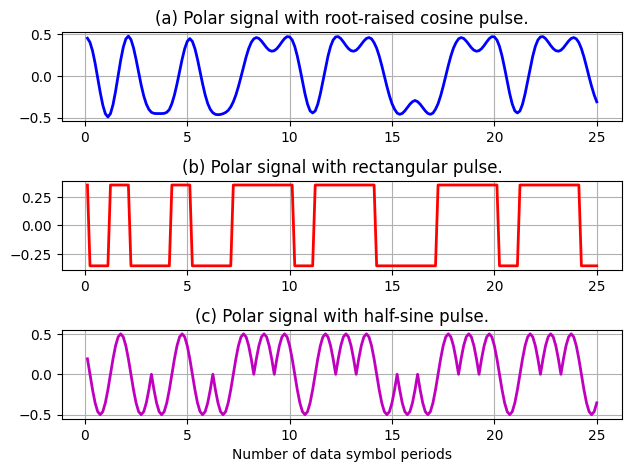 (a) Polar signal with root-raised cosine pulse.
0.5
0.0
−0.5
0 5 10 15 20 25
(b) Polar signal with rectangular pulse.
0.25
0.00
−0.25
0 5 10 15 20 25
(c) Polar signal with half-sine pulse.
0.5
0.0
−0.5
0 5 10 15 20 25
Number of data symbol periods